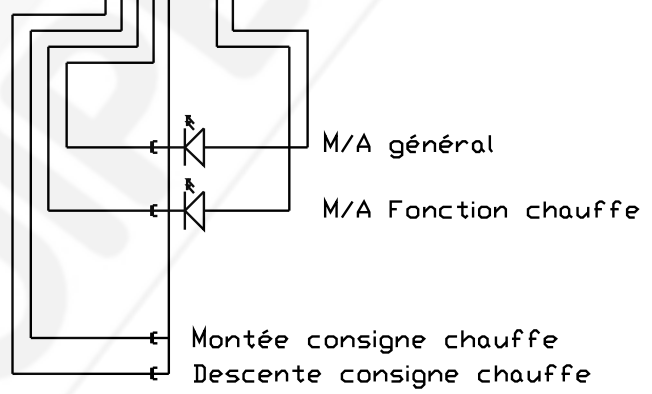 M/A général
M/A Fonction chauffe
Montée consigne chauffe
Descente consigne chauffe